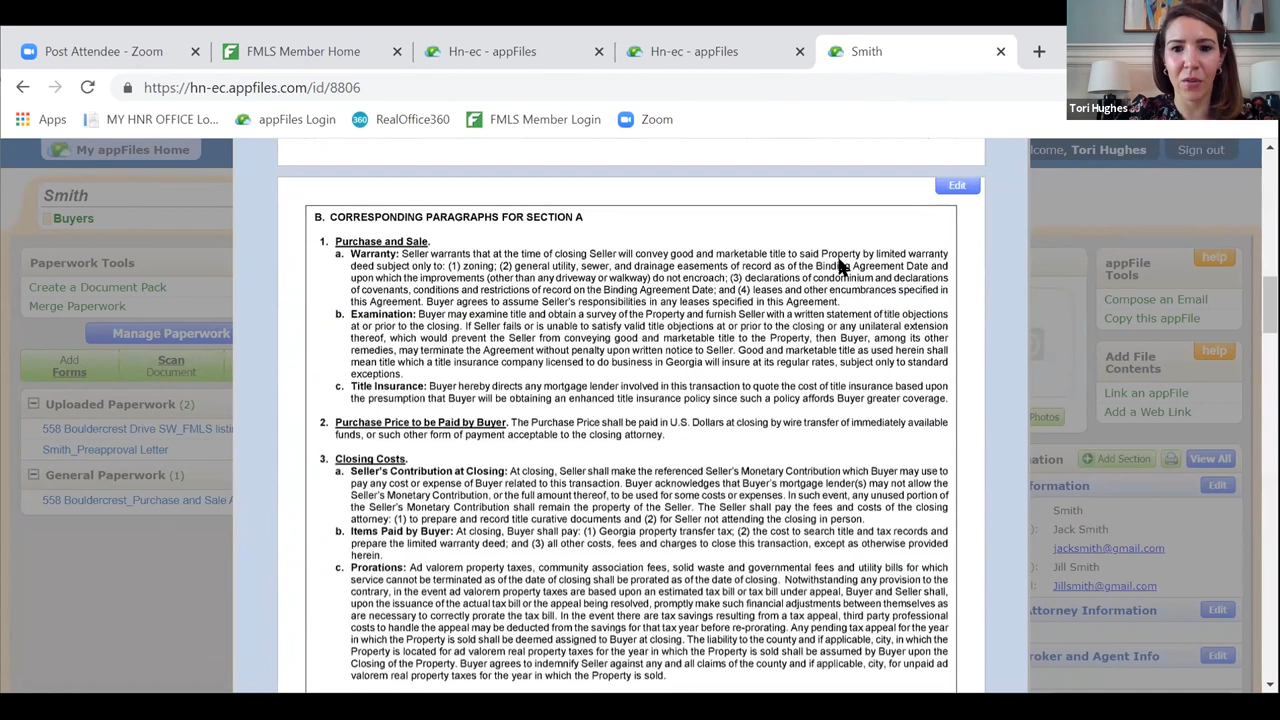 Post Attendee - Zoom
FMLS Member Home
Hn-ec - appFiles
Hn-ec - appFiles
Smith
Tori Hughes
https://hn-ec.appfiles.com/id/8806
Apps
MY HNR OFFICE Lo...
appFiles Login
RealOffice360
FMLS Member Login
Zoom
My appFiles Home
lcome, Tori Hughes
Sign out
Smith
Buyers
Paperwork Tools
Create a Document Pack
Merge Paperwork
Manage Paperwork
Add Forms
Scan Document
Uploaded Paperwork (2)
558 Bouldercrest Drive SW_FMLS listi
Smith_Preapproval Letter
General Paperwork (1)
558 Bouldercrest_Purchase and Sale A
Edit
B. CORRESPONDING PARAGRAPHS FOR SECTION A
1. Purchase and Sale.
a. Warranty: Seller warrants that at the time of closing Seller will convey good and marketable title to said Property by limited warranty
deed subject only to: (1) zoning; (2) general utility, sewer, and drainage easements of record as of the Binding Agreement Date and
upon which the improvements (other than any driveway or walkway) do not encroach; (3) declarations of condominium and declarations
of covenants, conditions and restrictions of record on the Binding Agreement Date; and (4) leases and other encumbrances specified in
this Agreement. Buyer agrees to assume Seller's responsibilities in any leases specified in this Agreement.
b. Examination: Buyer may examine title and obtain a survey of the Property and furnish Seller with a written statement of title objections
at or prior to the closing. If Seller fails or is unable to satisfy valid title objections at or prior to the closing or any unilateral extension
thereof, which would prevent the Seller from conveying good and marketable title to the Property, then Buyer, among its other
remedies, may terminate the Agreement without penalty upon written notice to Seller. Good and marketable title as used herein shall
mean title which a title insurance company licensed to do business in Georgia will insure at its regular rates, subject only to standard
exceptions.
c. Title Insurance: Buyer hereby directs any mortgage lender involved in this transaction to quote the cost of title insurance based upon
the presumption that Buyer will be obtaining an enhanced title insurance policy since such a policy affords Buyer greater coverage.
2. Purchase Price to be Paid by Buyer. The Purchase Price shall be paid in U.S. Dollars at closing by wire transfer of immediately available
funds, or such other form of payment acceptable to the closing attorney.
3 Closing Costs.
a. Seller's Contribution at Closing: At closing, Seller shall make the referenced Seller's Monetary Contribution which Buyer may use to
pay any cost or expense of Buyer related to this transaction. Buyer acknowledges that Buyer's mortgage lender(s) may not allow the
Seller's Monetary Contribution, or the full amount thereof, to be used for some costs or expenses. In such event, any unused portion of
the Seller's Monetary Contribution shall remain the property of the Seller. The Seller shall pay the fees and costs of the closing
attorney: (1) to prepare and record title curative documents and (2) for Seller not attending the closing in person.
b. Items Paid by Buyer: At closing, Buyer shall pay: (1) Georgia property transfer tax; (2) the cost to search title and tax records and
prepare the limited warranty deed; and (3) all other costs, fees and charges to close this transaction, except as otherwise provided
herein.
c. Prorations: Ad valorem property taxes, community association fees, solid waste and governmental fees and utility bills for which
service cannot be terminated as of the date of closing shall be prorated as of the date of closing. Notwithstanding any provision to the
contrary, in the event ad valorem property taxes are based upon an estimated tax bill or tax bill under appeal, Buyer and Seller shall,
upon the issuance of the actual tax bill or the appeal being resolved, promptly make such financial adjustments between themselves as
are necessary to correctly prorate the tax bill. In the event there are tax savings resulting from a tax appeal, third party professional
costs to handle the appeal may be deducted from the savings for that tax year before re-prorating. Any pending tax appeal for the year
in which the Property is sold shall be deemed assigned to Buyer at closing. The liability to the county and if applicable, city, in which the
Property is located for ad valorem real property taxes for the year in which the Property is sold shall be assumed by Buyer upon the
Closing of the Property. Buyer agrees to indemnify Seller against any and all claims of the county and if applicable, city, for unpaid ad
valorem real property taxes for the year in which the Property is sold.
appFile Tools
help
Compose an Email
Copy this appFile
Add File Contents
help
Link an appFile
Add a Web Link
Photos
mation
Add Section
View All
formation
Edit
Smith
): Jack Smith
): jacksmith@gmail.com
): Jill Smith
): Jillsmith@gmail.com
Attorney Information
Edit
roker and Agent Info
Edit